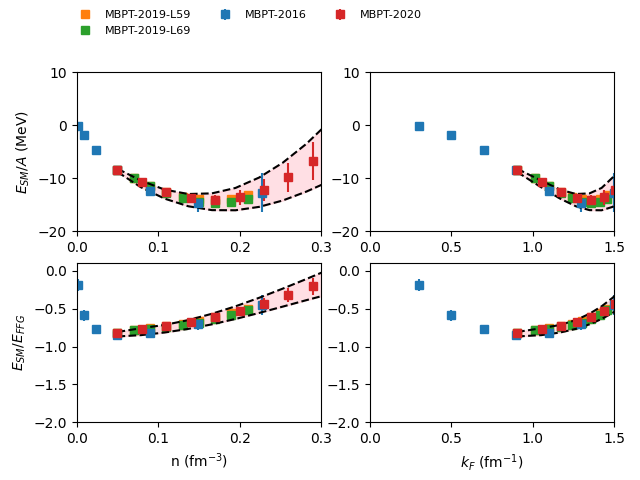 MBPT-2019-L59 MBPT-2016 MBPT-2020
MBPT-2019-L69
10
0
−10
−20
E_SM/A (MeV)
0.0 0.1 0.2 0.3
10
0
−10
−20
0.0 0.5 1.0 1.5
0.0
−0.5
−1.0
−1.5
−2.0
E_SM/E_FFG
0.0 0.1 0.2 0.3
n (fm⁻³)
0.0
−0.5
−1.0
−1.5
−2.0
0.0 0.5 1.0 1.5
k_F (fm⁻¹)